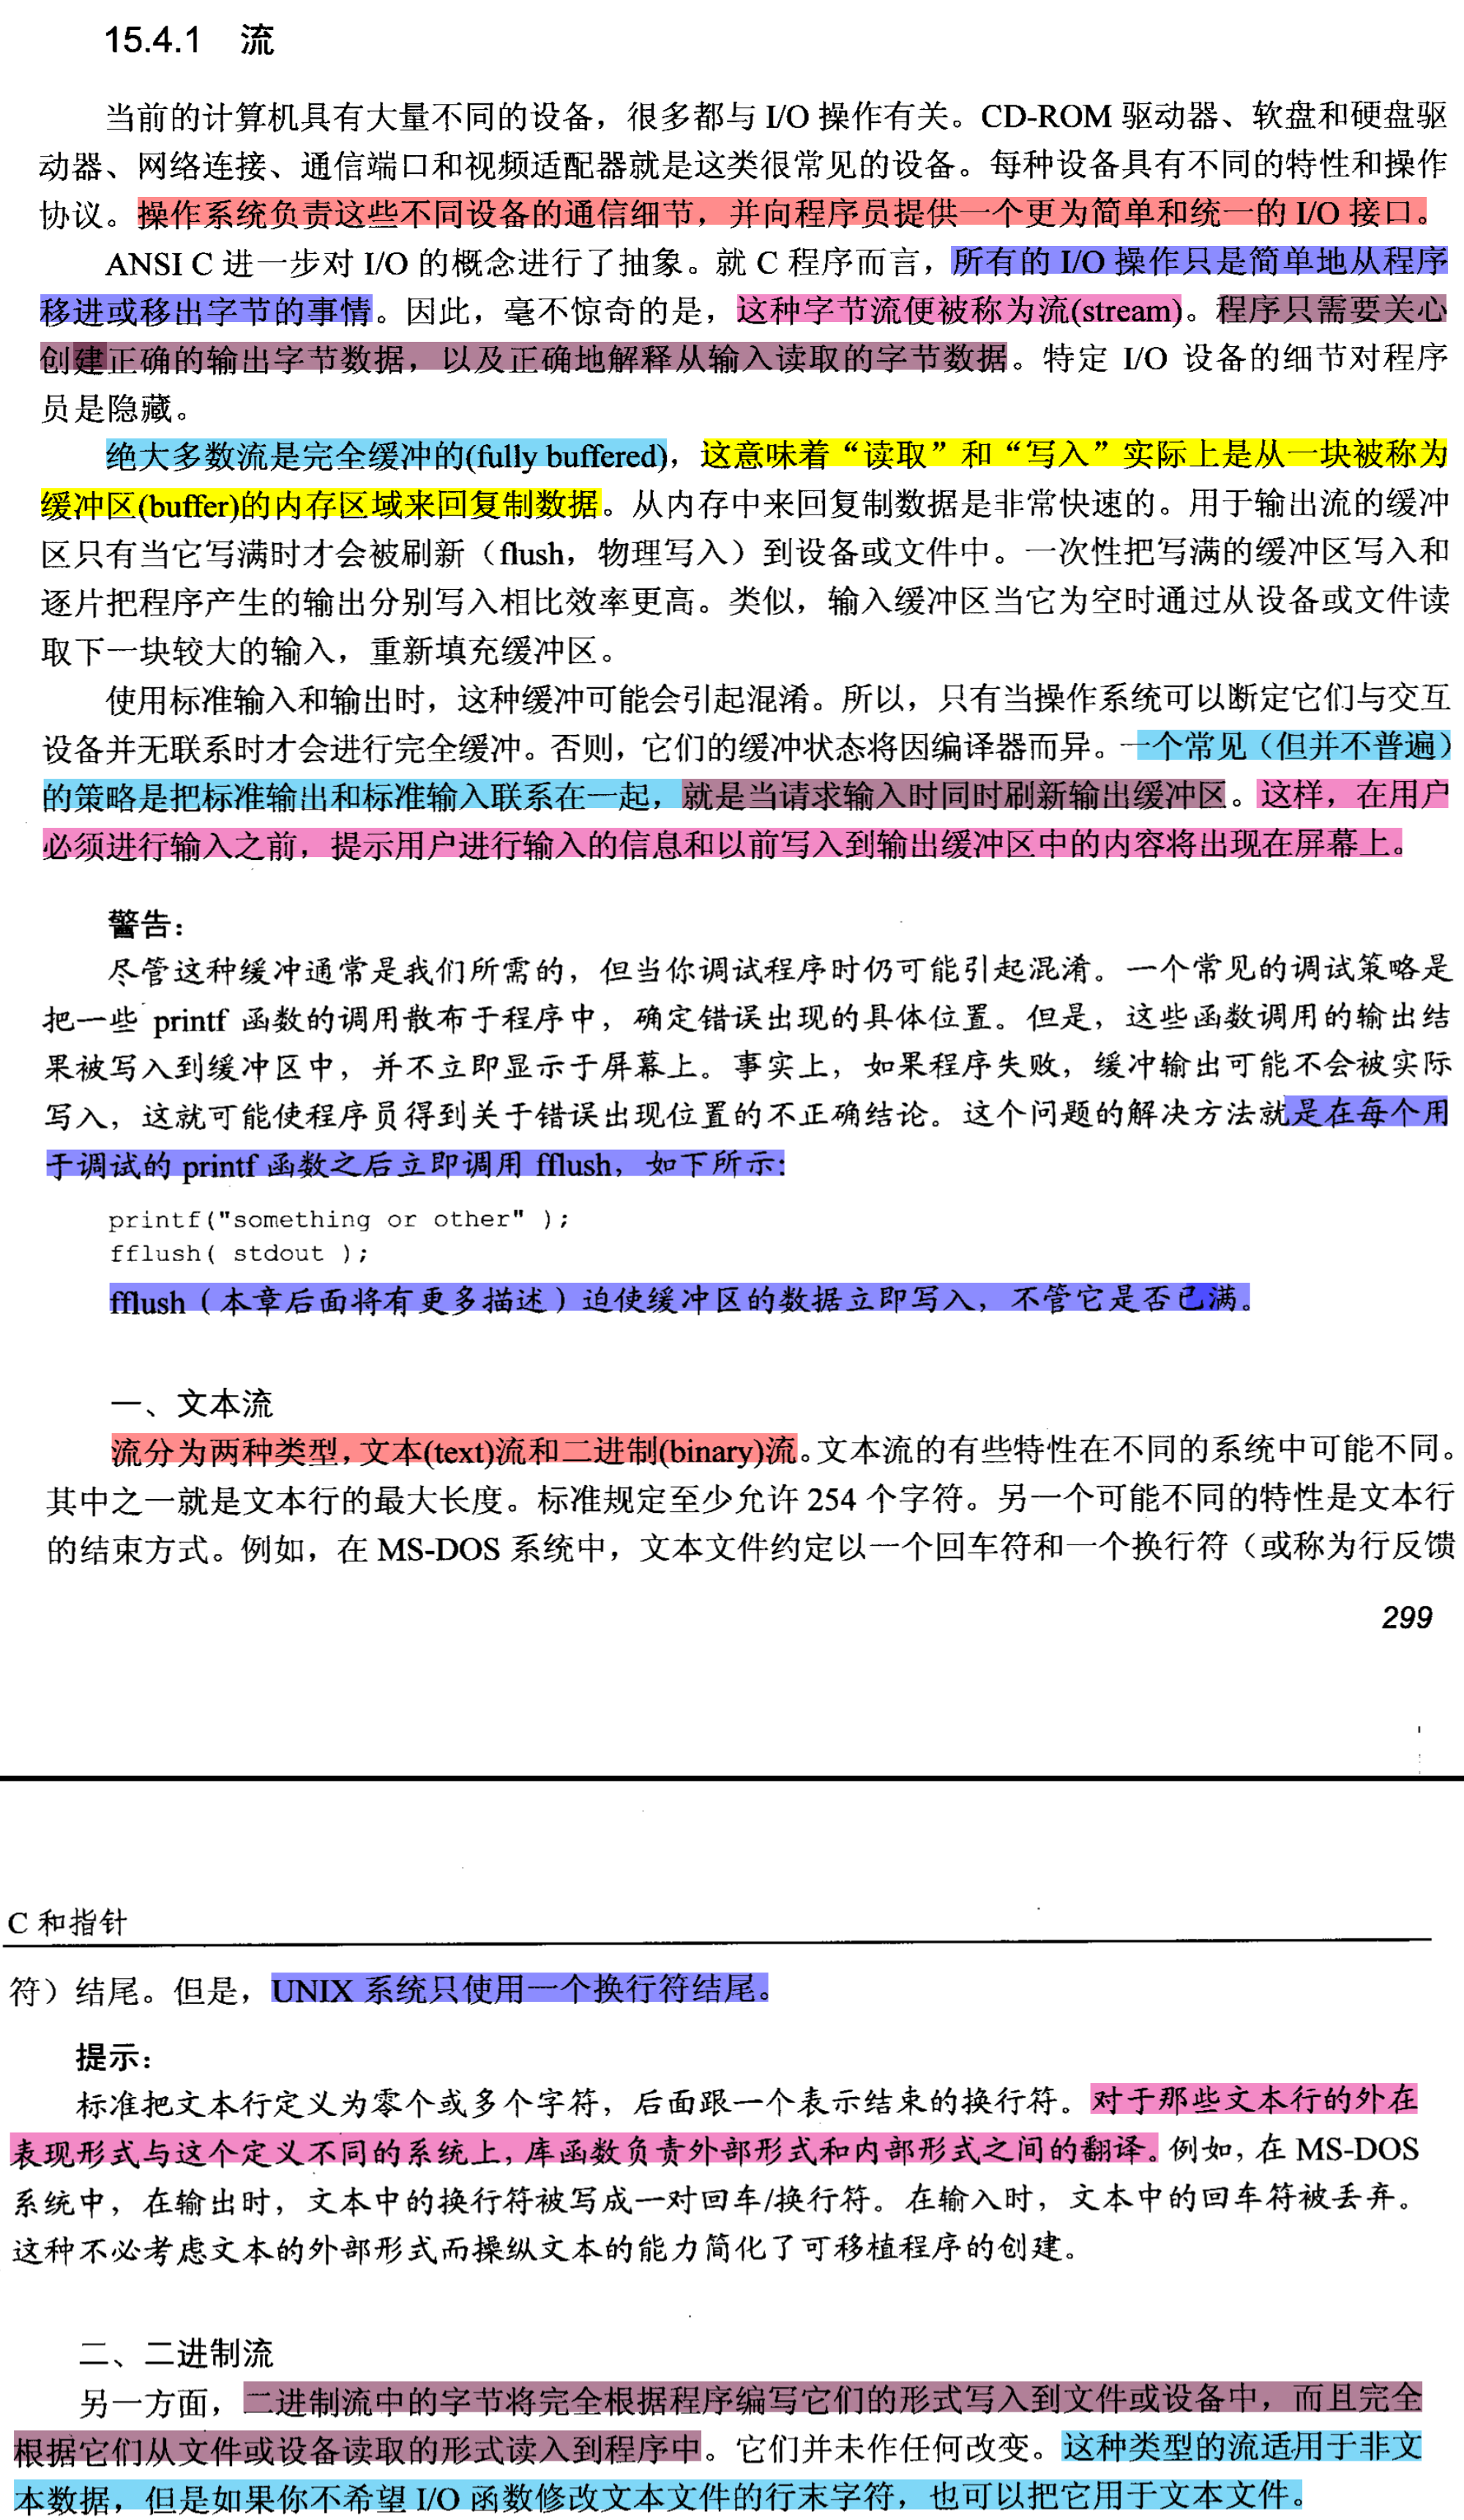 15.4.1 流
当前的计算机具有大量不同的设备，很多都与 I/O 操作有关。CD-ROM 驱动器、软盘和硬盘驱
动器、网络连接、通信端口和视频适配器就是这类很常见的设备。每种设备具有不同的特性和操作
协议。操作系统负责这些不同设备的通信细节，并向程序员提供一个更为简单和统一的 I/O 接口。
ANSI C 进一步对 I/O 的概念进行了抽象。就 C 程序而言，所有的 I/O 操作只是简单地从程序
移进或移出字节的事情。因此，毫不惊奇的是，这种字节流便被称为流(stream)。程序只需要关心
创建正确的输出字节数据，以及正确地解释从输入读取的字节数据。特定 I/O 设备的细节对程序
员是隐藏。
绝大多数流是完全缓冲的(fully buffered)，这意味着“读取”和“写入”实际上是从一块被称为
缓冲区(buffer)的内存区域来回复制数据。从内存中来回复制数据是非常快速的。用于输出流的缓冲
区只有当它写满时才会被刷新（flush，物理写入）到设备或文件中。一次性把写满的缓冲区写入和
逐片把程序产生的输出分别写入相比效率更高。类似，输入缓冲区当它为空时通过从设备或文件读
取下一块较大的输入，重新填充缓冲区。
使用标准输入和输出时，这种缓冲可能会引起混淆。所以，只有当操作系统可以断定它们与交互
设备并无联系时才会进行完全缓冲。否则，它们的缓冲状态将因编译器而异。一个常见（但并不普遍）
的策略是把标准输出和标准输入联系在一起，就是当请求输入时同时刷新输出缓冲区。这样，在用户
必须进行输入之前，提示用户进行输入的信息和以前写入到输出缓冲区中的内容将出现在屏幕上。
警告：
尽管这种缓冲通常是我们所需的，但当你调试程序时仍可能引起混淆。一个常见的调试策略是
把一些 printf 函数的调用散布于程序中，确定错误出现的具体位置。但是，这些函数调用的输出结
果被写入到缓冲区中，并不立即显示于屏幕上。事实上，如果程序失败，缓冲输出可能不会被实际
写入，这就可能使程序员得到关于错误出现位置的不正确结论。这个问题的解决方法就是在每个用
于调试的 printf 函数之后立即调用 fflush，如下所示：
printf("something or other" );
fflush( stdout );
fflush（本章后面将有更多描述）迫使缓冲区的数据立即写入，不管它是否已满。
一、文本流
流分为两种类型，文本(text)流和二进制(binary)流。文本流的有些特性在不同的系统中可能不同。
其中之一就是文本行的最大长度。标准规定至少允许 254 个字符。另一个可能不同的特性是文本行
的结束方式。例如，在 MS-DOS 系统中，文本文件约定以一个回车符和一个换行符（或称为行反馈
299
C 和指针
符）结尾。但是，UNIX 系统只使用一个换行符结尾。
提示：
标准把文本行定义为零个或多个字符，后面跟一个表示结束的换行符。对于那些文本行的外在
表现形式与这个定义不同的系统上，库函数负责外部形式和内部形式之间的翻译。例如，在 MS-DOS
系统中，在输出时，文本中的换行符被写成一对回车/换行符。在输入时，文本中的回车符被丢弃。
这种不必考虑文本的外部形式而操纵文本的能力简化了可移植程序的创建。
二、二进制流
另一方面，二进制流中的字节将完全根据程序编写它们的形式写入到文件或设备中，而且完全
根据它们从文件或设备读取的形式读入到程序中。它们并未作任何改变。这种类型的流适用于非文
本数据，但是如果你不希望 I/O 函数修改文本文件的行末字符，也可以把它用于文本文件。